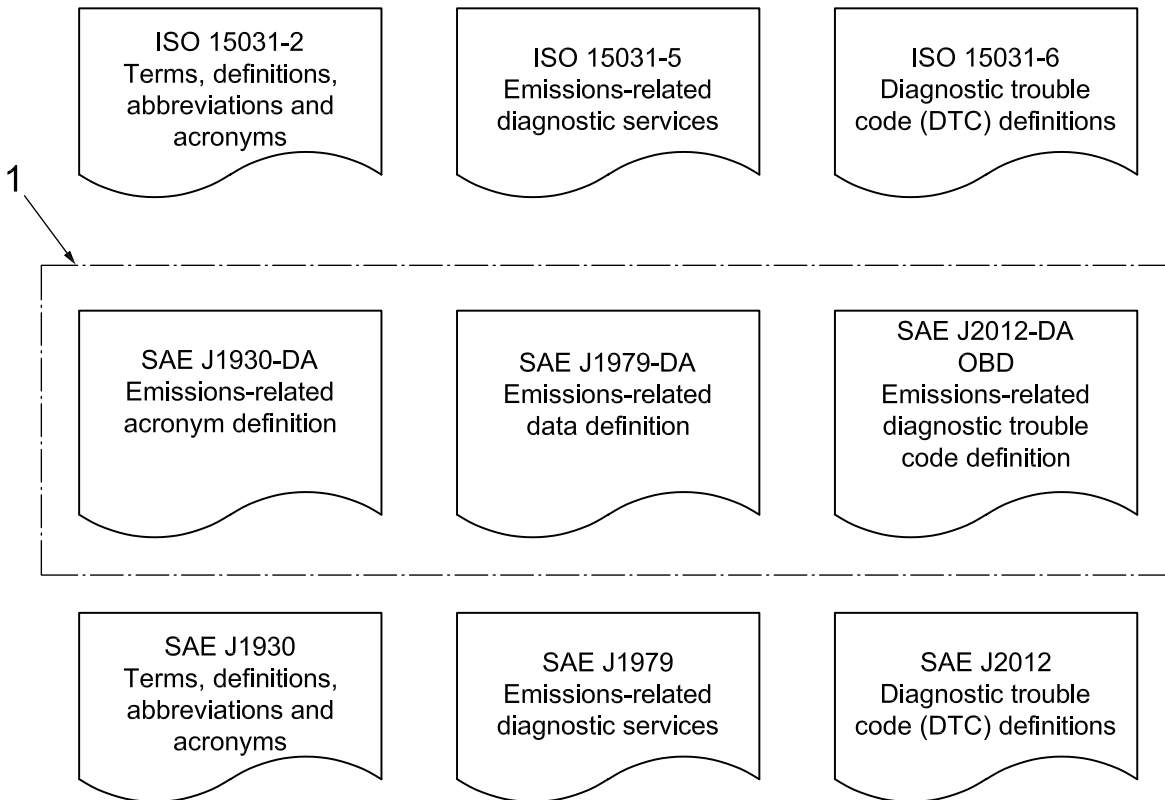 ISO 15031-2
Terms, definitions,
abbreviations and
acronyms
ISO 15031-5
Emissions-related
diagnostic services
ISO 15031-6
Diagnostic trouble
code (DTC) definitions
1
SAE J1930-DA
Emissions-related
acronym definition
SAE J1979-DA
Emissions-related
data definition
SAE J2012-DA
OBD
Emissions-related
diagnostic trouble
code definition
SAE J1930
Terms, definitions,
abbreviations and
acronyms
SAE J1979
Emissions-related
diagnostic services
SAE J2012
Diagnostic trouble
code (DTC) definitions